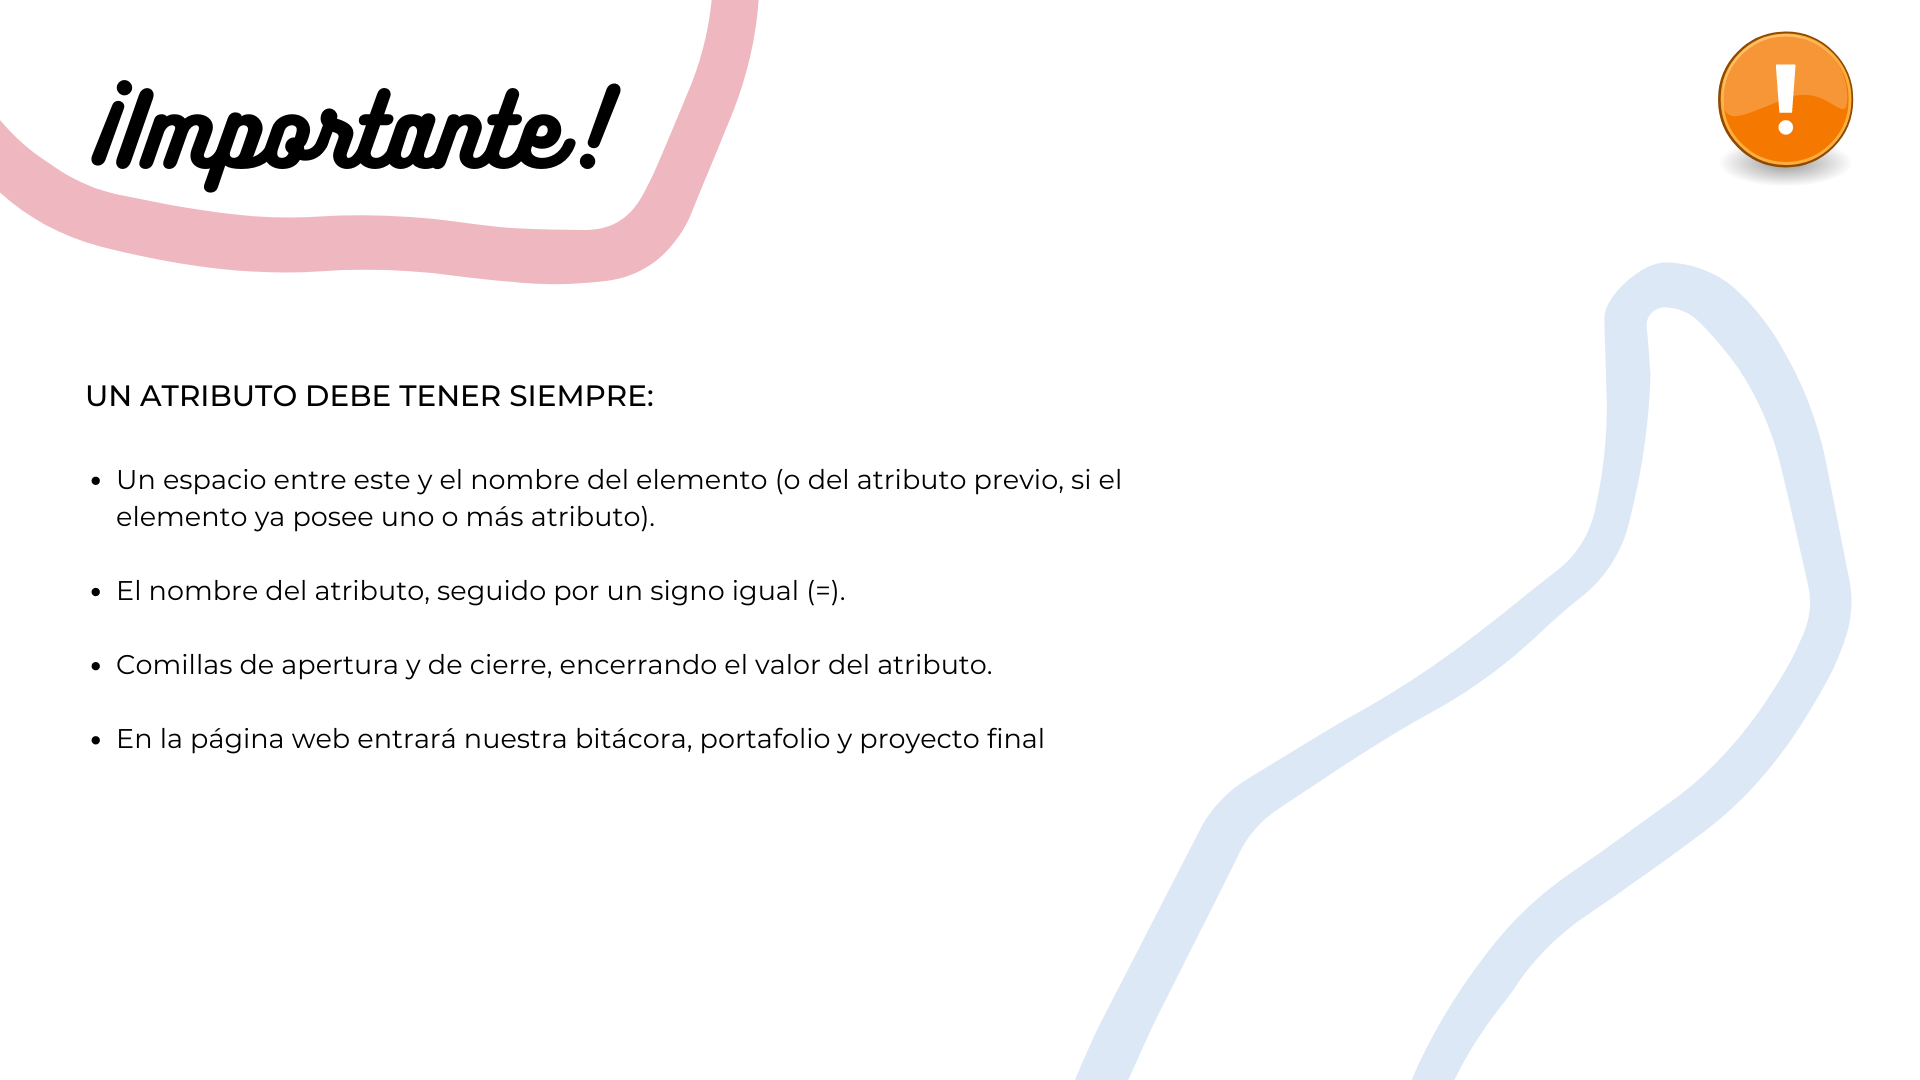 ¡Importante!
UN ATRIBUTO DEBE TENER SIEMPRE:
• Un espacio entre este y el nombre del elemento (o del atributo previo, si el
elemento ya posee uno o más atributo).
• El nombre del atributo, seguido por un signo igual (=).
• Comillas de apertura y de cierre, encerrando el valor del atributo.
• En la página web entrará nuestra bitácora, portafolio y proyecto final